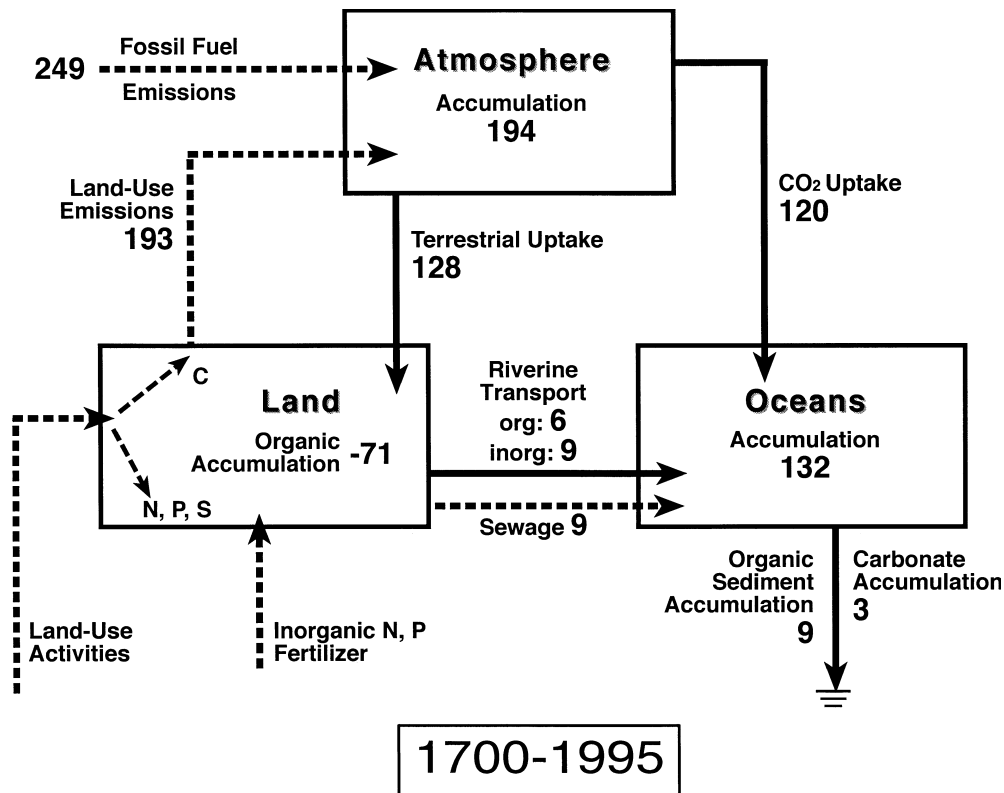 Atmosphere
Accumulation
194
249
Fossil Fuel
Emissions
Land-Use
Emissions
193
Terrestrial Uptake
128
CO₂ Uptake
120
C
Land
Organic
Accumulation -71
N, P, S
Riverine
Transport
org: 6
inorg: 9
Sewage 9
Oceans
Accumulation
132
Land-Use
Activities
Inorganic N, P
Fertilizer
Organic
Sediment
Accumulation
9
Carbonate
Accumulation
3
1700-1995